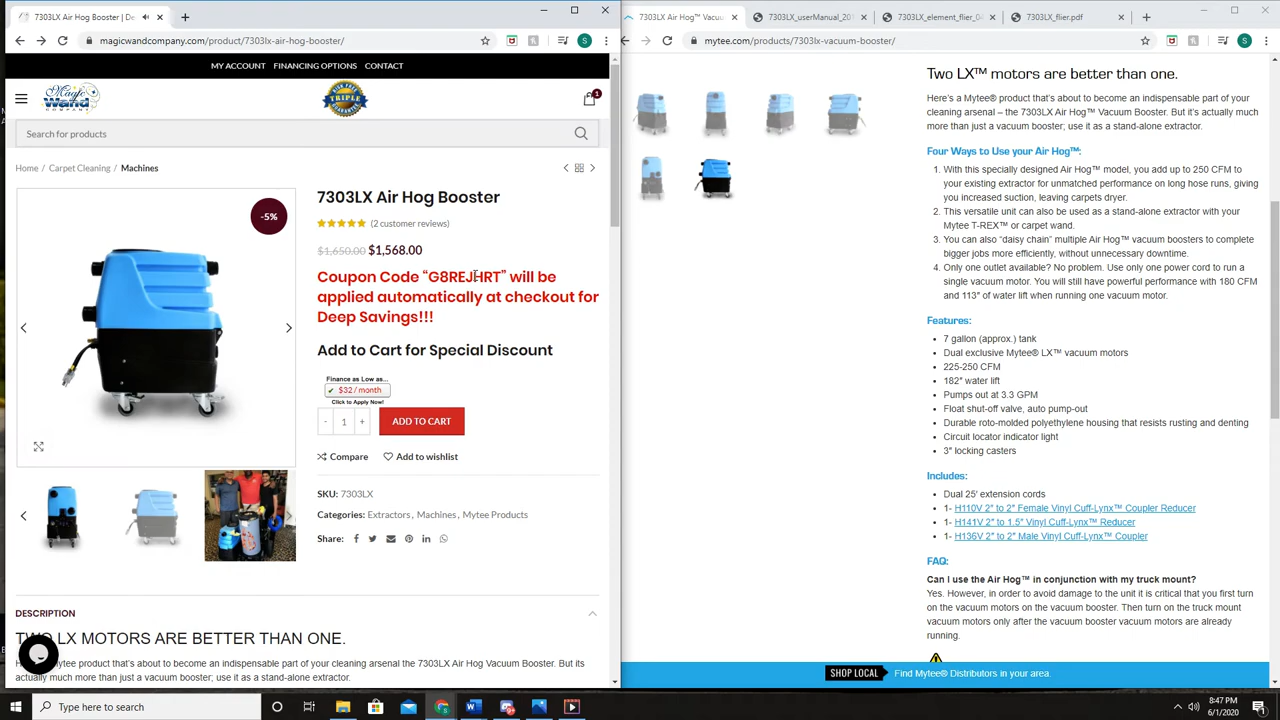 7303LX Air Hog Booster | De
magicwandcompany.com/product/7303lx-air-hog-booster/
MY ACCOUNT FINANCING OPTIONS CONTACT
Magic Wand COMPANY
TRIPLE
1
Search for products
Home / Carpet Cleaning / Machines
-5%
7303LX Air Hog Booster
(2 customer reviews)
$1,650.00 $1,568.00
Coupon Code “G8REJHRT” will be
applied automatically at checkout for
Deep Savings!!!
Add to Cart for Special Discount
Finance as Low as...
$32 / month
Click to Apply Now!
- 1 + ADD TO CART
Compare Add to wishlist
SKU: 7303LX
Categories: Extractors, Machines, Mytee Products
Share:
DESCRIPTION
TWO LX MOTORS ARE BETTER THAN ONE.
mytee product that’s about to become an indispensable part of your cleaning arsenal the 7303LX Air Hog Vacuum Booster. But its
actually much more than just a vacuum booster; use it as a stand-alone extractor.
7303LX Air Hog™ Vacu
7303LX_userManual_20
7303LX_element_flier_04
7303LX_flier.pdf
mytee.com/products/7303lx-vacuum-booster/
Two LX™ motors are better than one.
Here’s a Mytee® product that’s about to become an indispensable part of your
cleaning arsenal – the 7303LX Air Hog™ Vacuum Booster. But it’s actually much
more than just a vacuum booster; use it as a stand-alone extractor.
Four Ways to Use your Air Hog™:
1. With this specially designed Air Hog™ model, you add up to 250 CFM to
your existing extractor for unmatched performance on long hose runs, giving
you increased suction, leaving carpets dryer.
2. This versatile unit can also be used as a stand-alone extractor with your
Mytee T-REX™ or carpet wand.
3. You can also “daisy chain” multiple Air Hog™ vacuum boosters to complete
bigger jobs more efficiently, without unnecessary downtime.
4. Only one outlet available? No problem. Use only one power cord to run a
single vacuum motor. You will still have powerful performance with 180 CFM
and 113" of water lift when running one vacuum motor.
Features:
7 gallon (approx.) tank
Dual exclusive Mytee® LX™ vacuum motors
225-250 CFM
182" water lift
Pumps out at 3.3 GPM
Float shut-off valve, auto pump-out
Durable roto-molded polyethylene housing that resists rusting and denting
Circuit locator indicator light
3" locking casters
Includes:
Dual 25′ extension cords
1- H110V 2″ to 2″ Female Vinyl Cuff-Lynx™ Coupler Reducer
1- H141V 2″ to 1.5″ Vinyl Cuff-Lynx™ Reducer
1- H136V 2″ to 2″ Male Vinyl Cuff-Lynx™ Coupler
FAQ:
Can I use the Air Hog™ in conjunction with my truck mount?
Yes. However, in order to avoid damage to the unit it is critical that you first turn
on the vacuum motors on the vacuum booster. Then turn on the truck mount
vacuum motors only after the vacuum booster vacuum motors are already
running.
SHOP LOCAL Find Mytee® Distributors in your area.
Type here to search
8:47 PM
6/1/2020